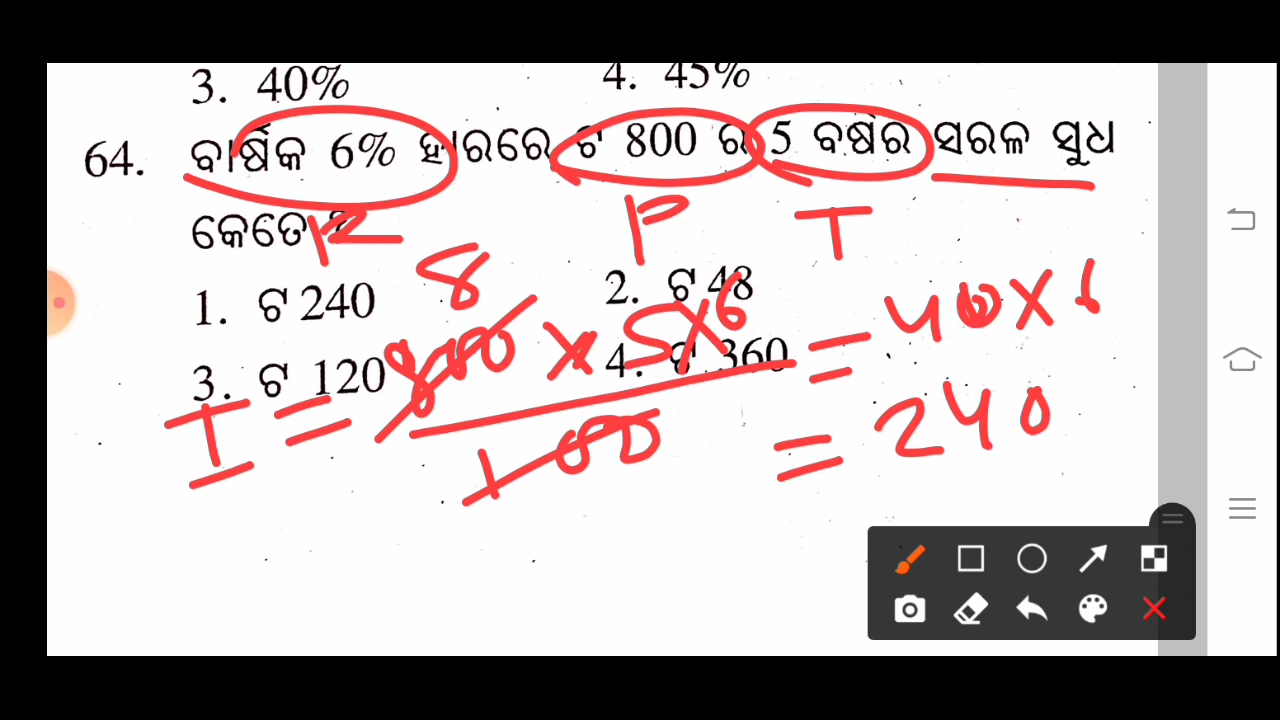 3. 40% 4. 45%
64. ବାର୍ଷିକ 6% ହାରରେ ଟ 800 ର 5 ବର୍ଷର ସରଳ ସୁଧ
କେତେ ?
R P T
1. ଟ 240 2. ଟ 48
3. ଟ 120 4. ଟ 360
8
I = 800 x 5 x 6 = 40 x 6
100 = 240